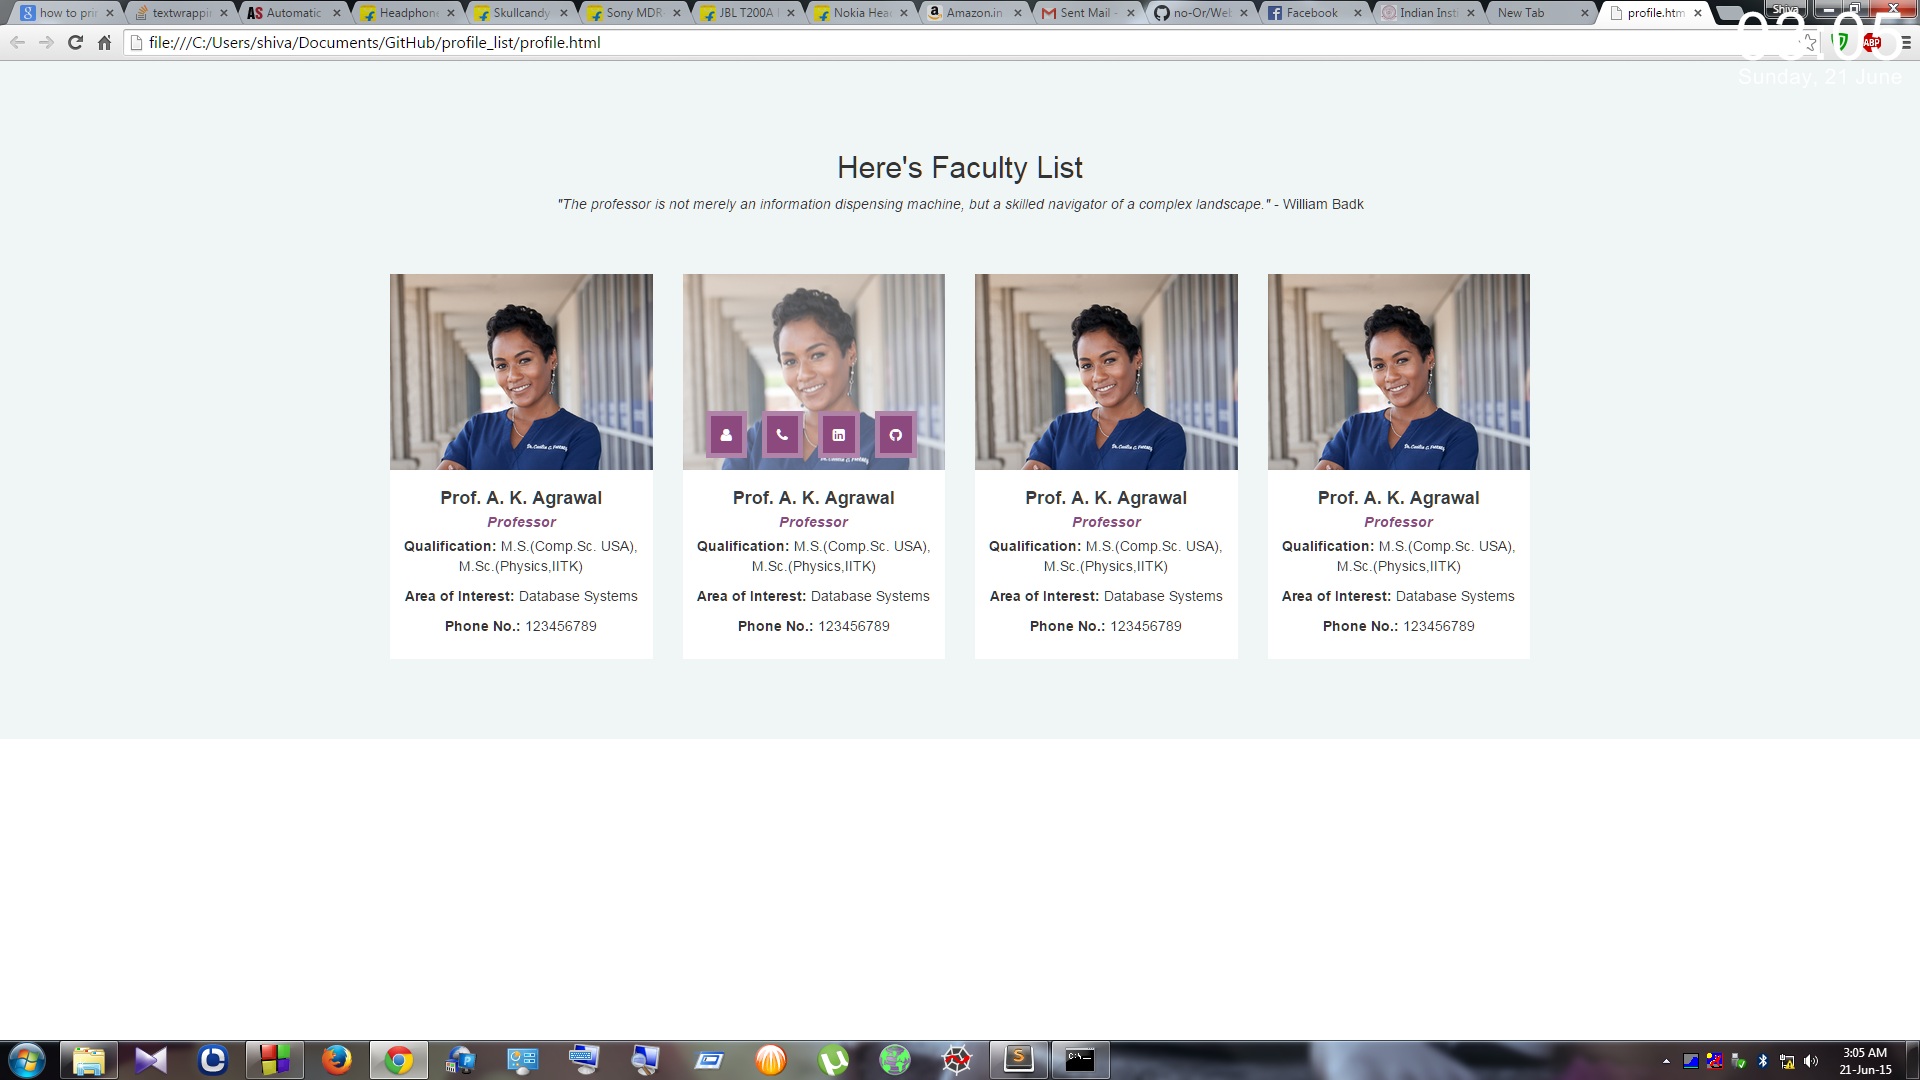 how to pri
textwrappi
AS Automatic
Headphone
Skullcandy
Sony MDR-
JBL T200A
Nokia Hea
Amazon.in
Sent Mail -
no-Or/Web
Facebook
Indian Insti
New Tab
profile.htm
Shiva
file:///C:/Users/shiva/Documents/GitHub/profile_list/profile.html
ABP
03:05
Sunday, 21 June
Here's Faculty List
"The professor is not merely an information dispensing machine, but a skilled navigator of a complex landscape." - William Badk
Prof. A. K. Agrawal
Professor
Qualification: M.S.(Comp.Sc. USA),
M.Sc.(Physics,IITK)
Area of Interest: Database Systems
Phone No.: 123456789
Prof. A. K. Agrawal
Professor
Qualification: M.S.(Comp.Sc. USA),
M.Sc.(Physics,IITK)
Area of Interest: Database Systems
Phone No.: 123456789
Prof. A. K. Agrawal
Professor
Qualification: M.S.(Comp.Sc. USA),
M.Sc.(Physics,IITK)
Area of Interest: Database Systems
Phone No.: 123456789
Prof. A. K. Agrawal
Professor
Qualification: M.S.(Comp.Sc. USA),
M.Sc.(Physics,IITK)
Area of Interest: Database Systems
Phone No.: 123456789
3:05 AM
21-Jun-15